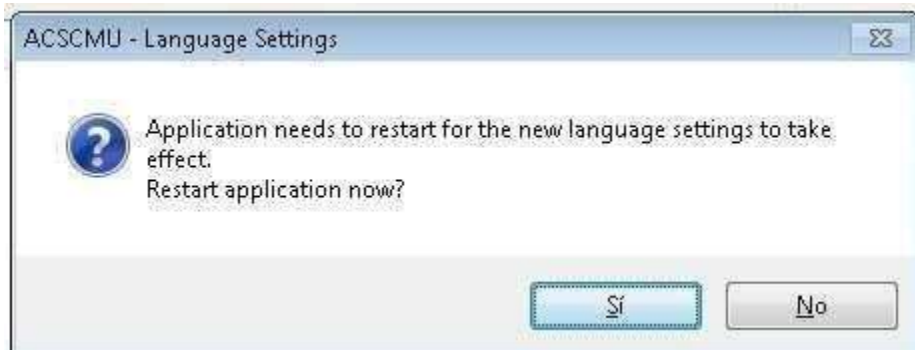 ACSCMU - Language Settings
Application needs to restart for the new language settings to take
effect.
Restart application now?
Sí
No